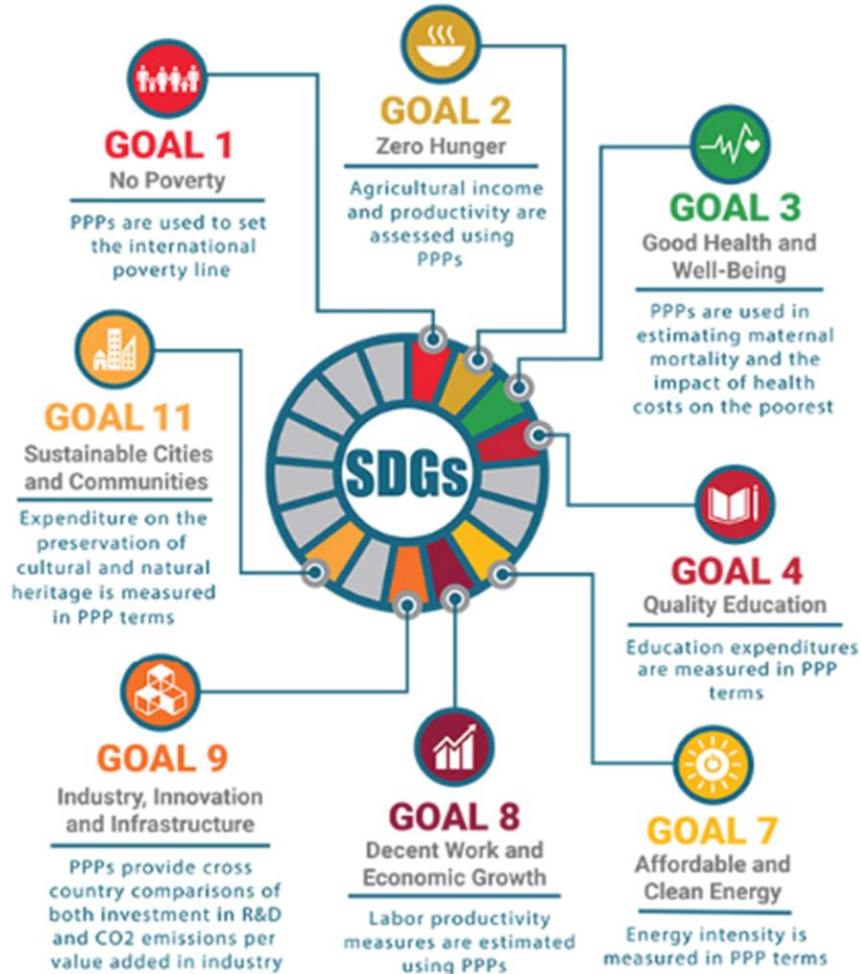 GOAL 1
No Poverty
PPPs are used to set
the international
poverty line
GOAL 2
Zero Hunger
Agricultural income
and productivity are
assessed using
PPPs
GOAL 3
Good Health and
Well-Being
PPPs are used in
estimating maternal
mortality and the
impact of health
costs on the poorest
SDGs
GOAL 4
Quality Education
Education expenditures
are measured in PPP
terms
GOAL 7
Affordable and
Clean Energy
Energy intensity is
measured in PPP terms
GOAL 8
Decent Work and
Economic Growth
Labor productivity
measures are estimated
using PPPs
GOAL 9
Industry, Innovation
and Infrastructure
PPPs provide cross
country comparisons of
both investment in R&D
and CO2 emissions per
value added in industry
GOAL 11
Sustainable Cities
and Communities
Expenditure on the
preservation of
cultural and natural
heritage is measured
in PPP terms